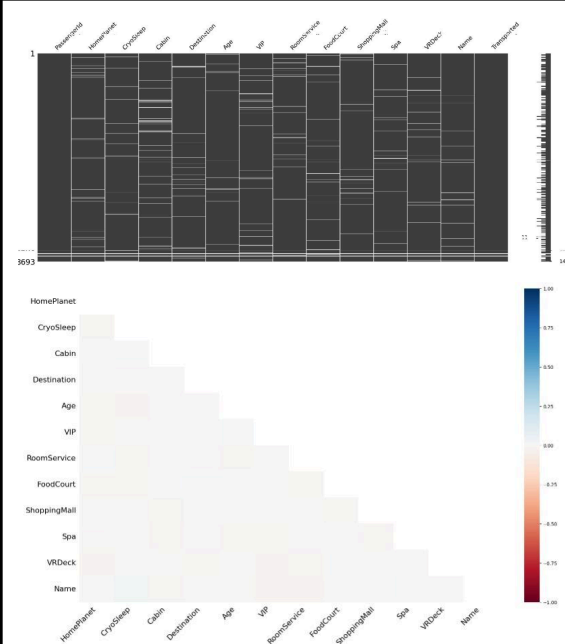 PassengerId HomePlanet CryoSleep Cabin Destination Age VIP RoomService FoodCourt ShoppingMall Spa VRDeck Name Transported
1
3693
14
HomePlanet
CryoSleep
Cabin
Destination
Age
VIP
RoomService
FoodCourt
ShoppingMall
Spa
VRDeck
Name
HomePlanet CryoSleep Cabin Destination Age VIP RoomService FoodCourt ShoppingMall Spa VRDeck Name
1.00
0.75
0.50
0.25
0.00
−0.25
−0.50
−0.75
−1.00